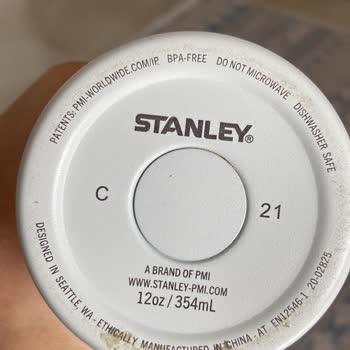 PATENTS: PMI-WORLDWIDE.COM/IP. BPA-FREE DO NOT MICROWAVE DISHWASHER SAFE
STANLEY®
C 21
A BRAND OF PMI
WWW.STANLEY-PMI.COM
12oz / 354mL
DESIGNED IN SEATTLE, WA - ETHICALLY MANUFACTURED IN CHINA - AT EN12546-1 20-02825